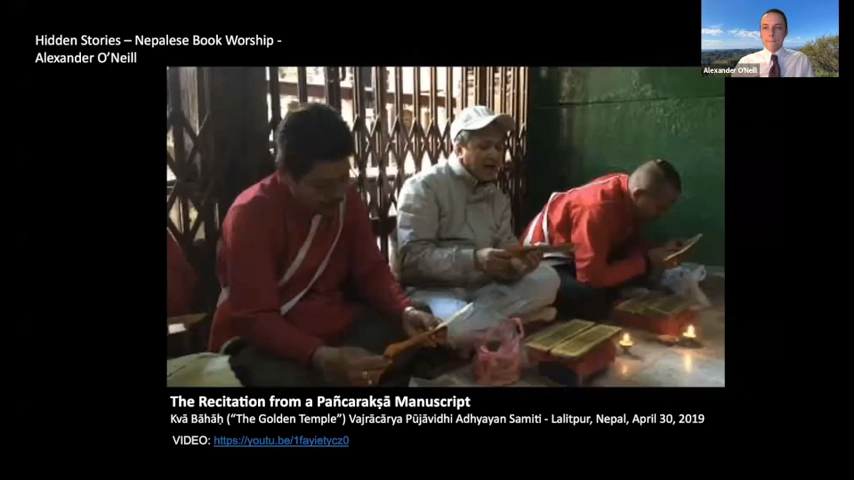 Hidden Stories – Nepalese Book Worship -
Alexander O'Neill
Alexander O'Neill
The Recitation from a Pañcarakṣā Manuscript
Kvā Bāhāḥ ("The Golden Temple") Vajrācārya Pūjāvidhi Adhyayan Samiti - Lalitpur, Nepal, April 30, 2019
VIDEO: https://youtu.be/1fayietycz0